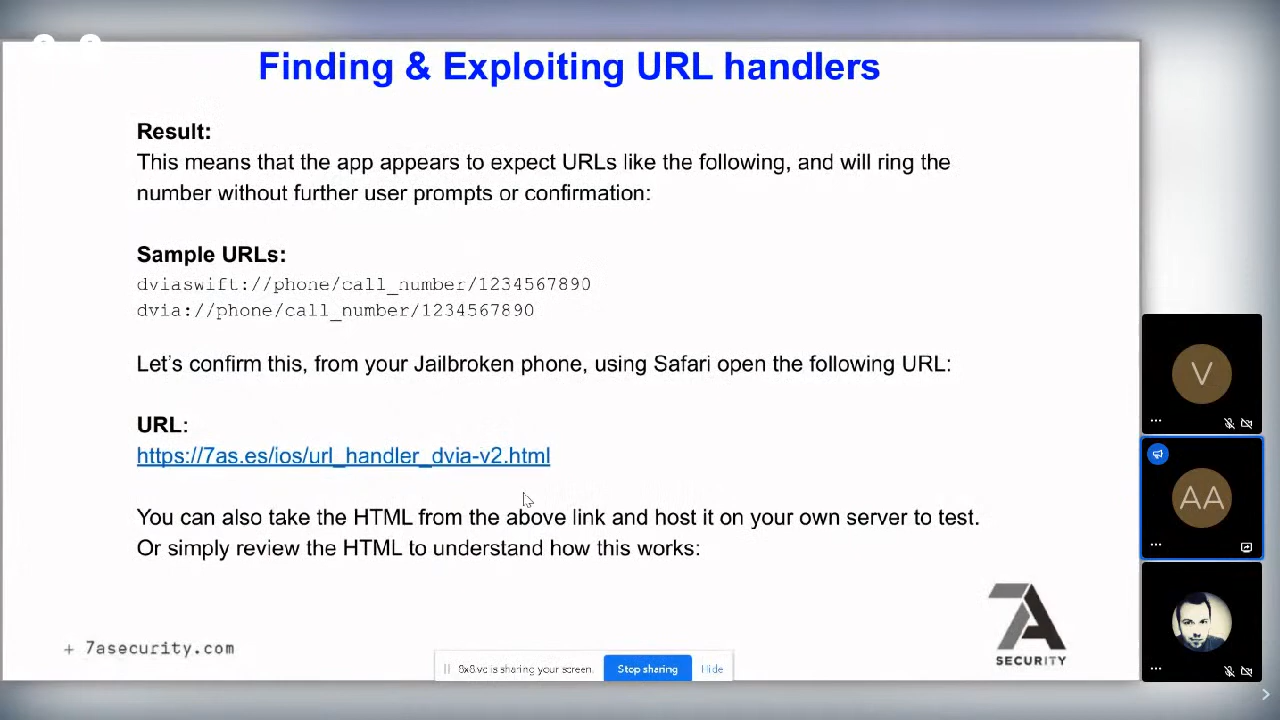 Finding & Exploiting URL handlers
Result:
This means that the app appears to expect URLs like the following, and will ring the
number without further user prompts or confirmation:
Sample URLs:
dviaswift://phone/call_number/1234567890
dvia://phone/call_number/1234567890
Let's confirm this, from your Jailbroken phone, using Safari open the following URL:
URL:
https://7as.es/ios/url_handler_dvia-v2.html
You can also take the HTML from the above link and host it on your own server to test.
Or simply review the HTML to understand how this works:
+ 7asecurity.com
7A
SECURITY
8x8.vc is sharing your screen.
Stop sharing
Hide
V
AA